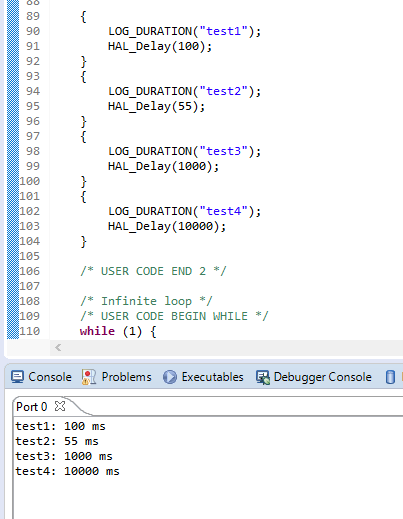 88
89 {
90 LOG_DURATION("test1");
91 HAL_Delay(100);
92 }
93 {
94 LOG_DURATION("test2");
95 HAL_Delay(55);
96 }
97 {
98 LOG_DURATION("test3");
99 HAL_Delay(1000);
100 }
101 {
102 LOG_DURATION("test4");
103 HAL_Delay(10000);
104 }
105
106 /* USER CODE END 2 */
107
108 /* Infinite loop */
109 /* USER CODE BEGIN WHILE */
110 while (1) {
Console Problems Executables Debugger Console
Port 0
test1: 100 ms
test2: 55 ms
test3: 1000 ms
test4: 10000 ms